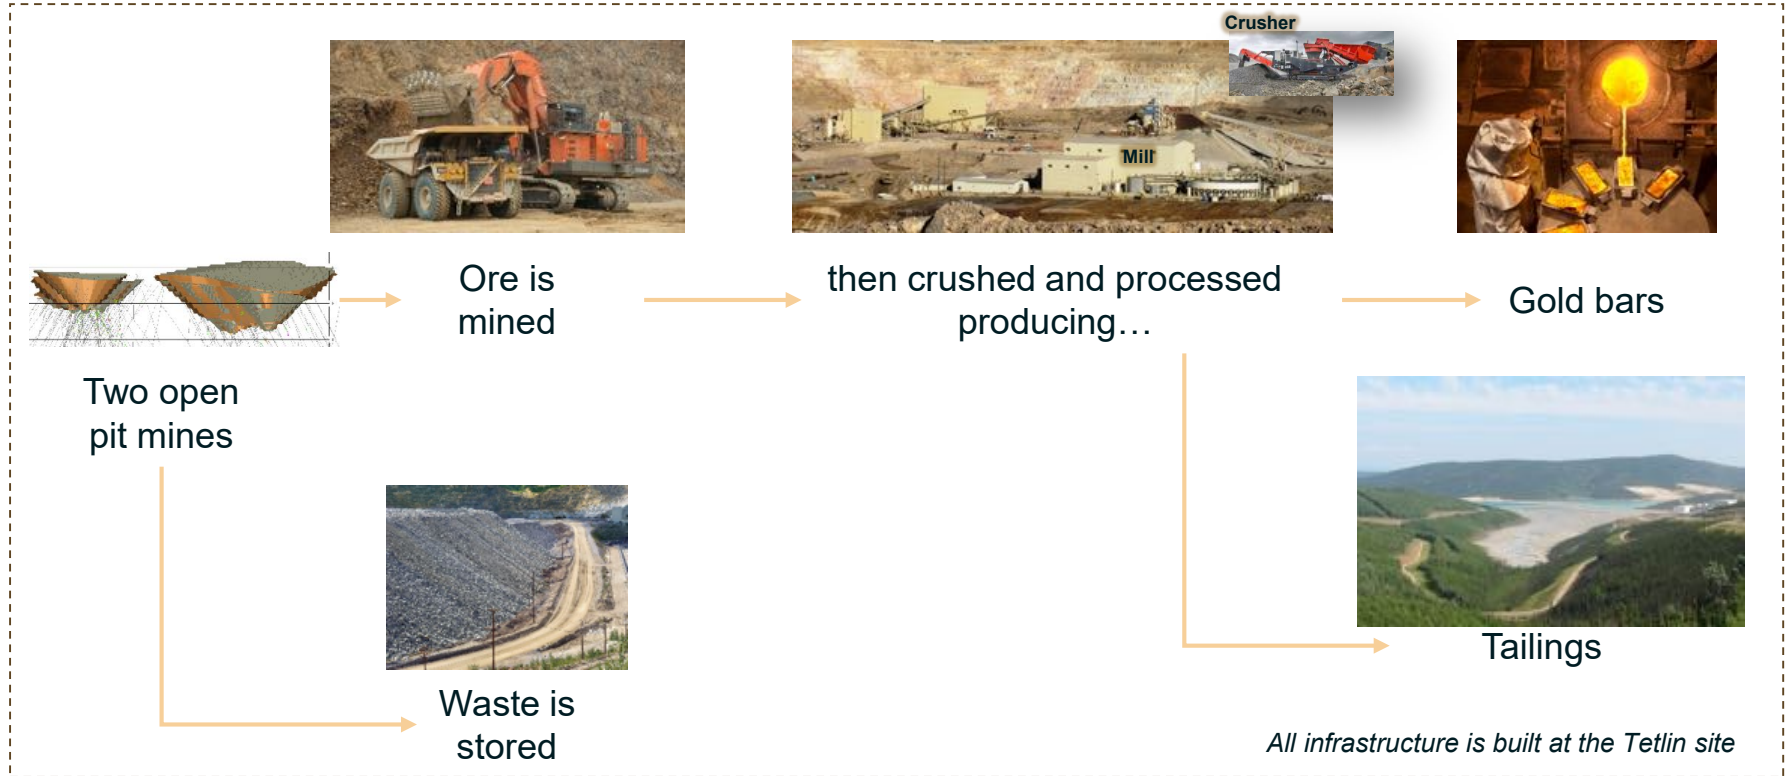 Crusher
Mill
Ore is
mined
then crushed and processed
producing…
Gold bars
Two open
pit mines
Waste is
stored
Tailings
All infrastructure is built at the Tetlin site